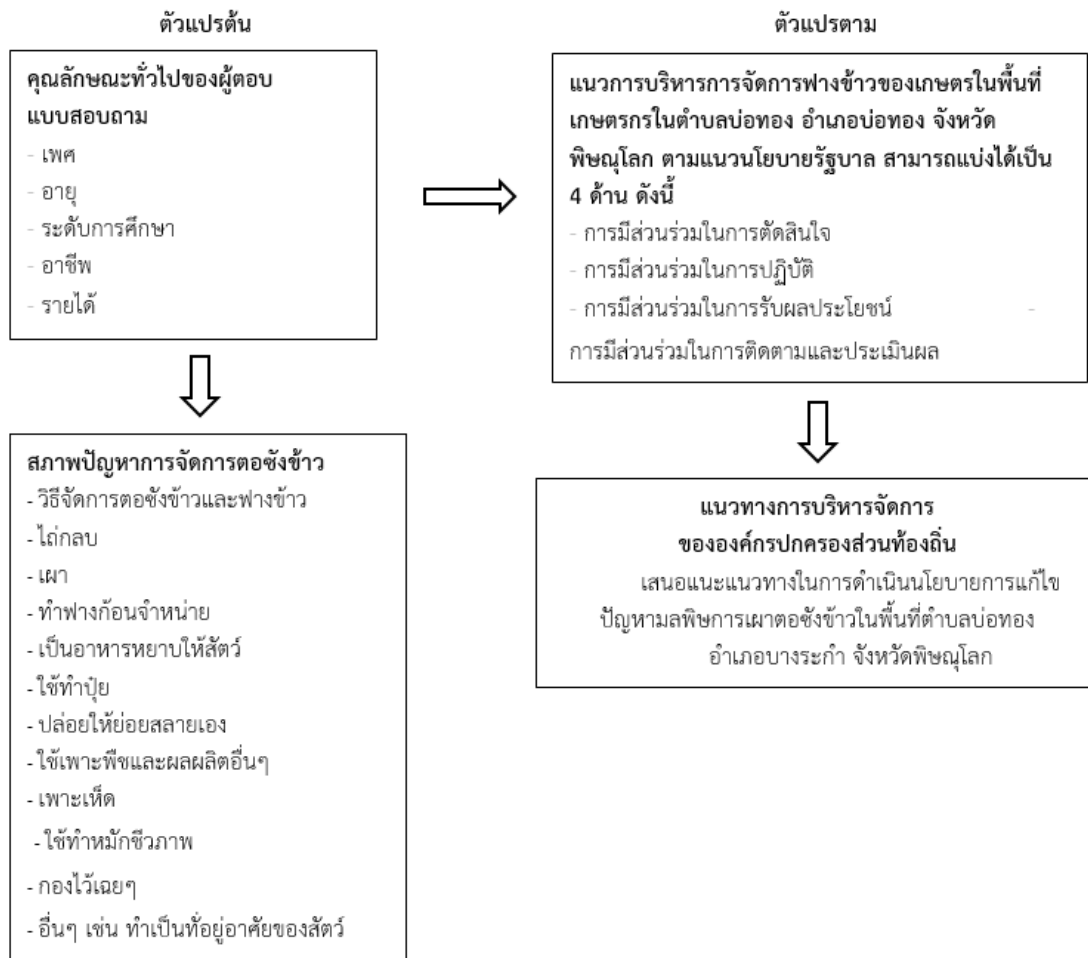 ตัวแปรต้น
คุณลักษณะทั่วไปของผู้ตอบ
แบบสอบถาม
- เพศ
- อายุ
- ระดับการศึกษา
- อาชีพ
- รายได้
ตัวแปรตาม
แนวการบริหารการจัดการฟางข้าวของเกษตรในพื้นที่
เกษตรกรในตำบลบ่อทอง อำเภอบ่อทอง จังหวัด
พิษณุโลก ตามแนวนโยบายรัฐบาล สามารถแบ่งได้เป็น
4 ด้าน ดังนี้
- การมีส่วนร่วมในการตัดสินใจ
- การมีส่วนร่วมในการปฏิบัติ
- การมีส่วนร่วมในการรับผลประโยชน์ -
การมีส่วนร่วมในการติดตามและประเมินผล
สภาพปัญหาการจัดการตอซังข้าว
- วิธีจัดการตอซังข้าวและฟางข้าว
- ไถ่กลบ
- เผา
- ทำฟางก้อนจำหน่าย
- เป็นอาหารหยาบให้สัตว์
- ใช้ทำปุ๋ย
- ปล่อยให้ย่อยสลายเอง
- ใช้เพาะพืชและผลผลิตอื่นๆ
- เพาะเห็ด
- ใช้ทำหมักชีวภาพ
- กองไว้เฉยๆ
- อื่นๆ เช่น ทำเป็นที่อยู่อาศัยของสัตว์
แนวทางการบริหารจัดการ
ขององค์กรปกครองส่วนท้องถิ่น
เสนอแนะแนวทางในการดำเนินนโยบายการแก้ไข
ปัญหามลพิษการเผาตอซังข้าวในพื้นที่ตำบลบ่อทอง
อำเภอบางระกำ จังหวัดพิษณุโลก